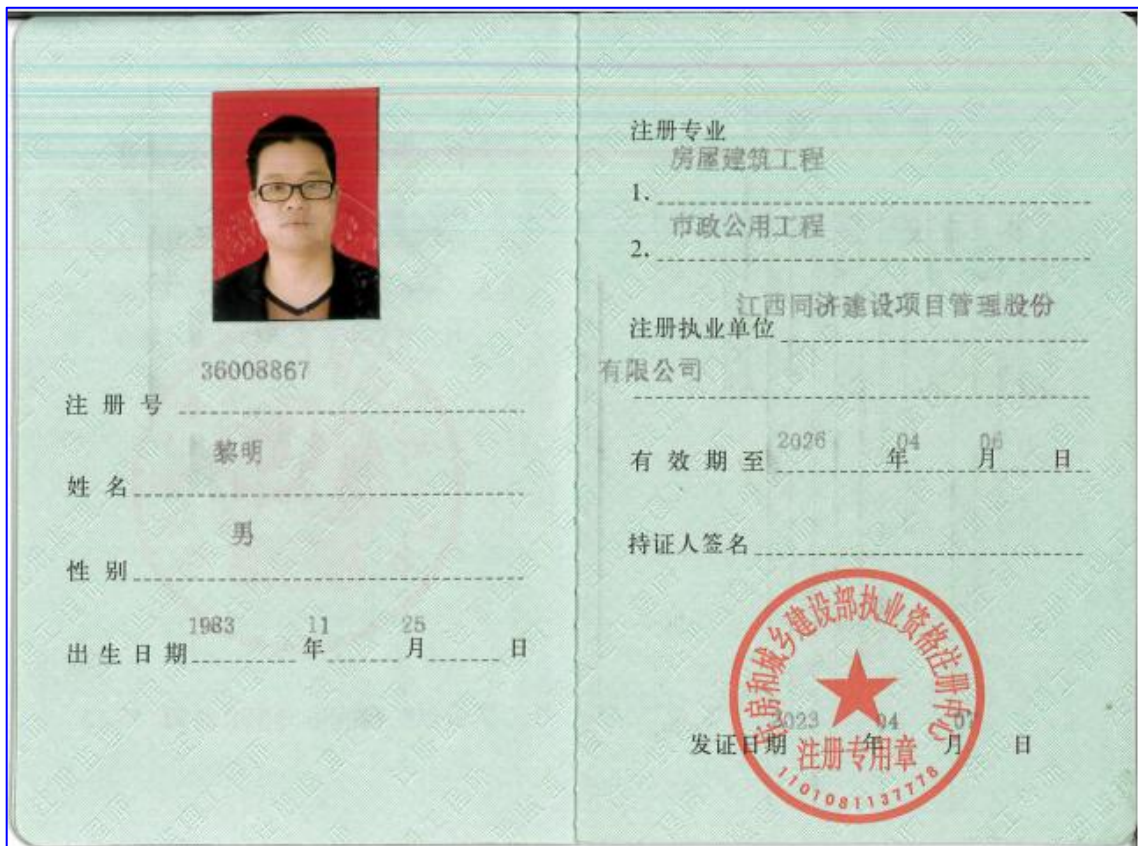 36008867
注 册 号
黎明
姓 名
男
性 别
1983 11 25
出 生 日 期 年 月 日
注册专业
房屋建筑工程
1、
市政公用工程
2、
江西同济建设项目管理股份
注册执业单位
有限公司
2026 04 06
有 效 期 至 年 月 日
持证人签名
住房和城乡建设部执业资格注册中心
2023 04 07
发证日期 年 月 日
注册专用章
1101081137778